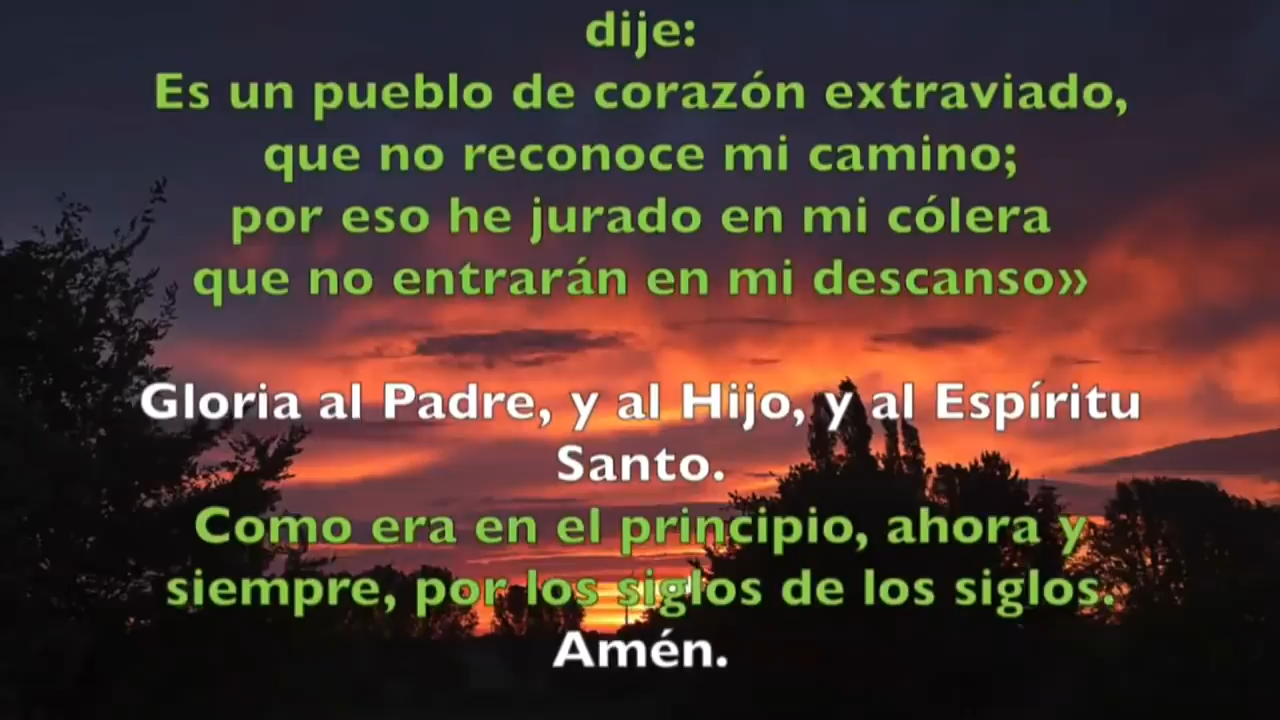 dije:
Es un pueblo de corazón extraviado,
que no reconoce mi camino;
por eso he jurado en mi cólera
que no entrarán en mi descanso»
Gloria al Padre, y al Hijo, y al Espíritu
Santo.
Como era en el principio, ahora y
siempre, por los siglos de los siglos.
Amén.